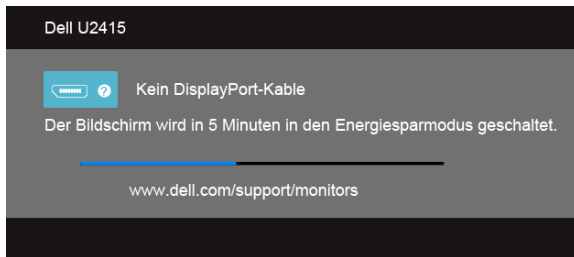 Dell U2415
? Kein DisplayPort-Kable
Der Bildschirm wird in 5 Minuten in den Energiesparmodus geschaltet.
www.dell.com/support/monitors